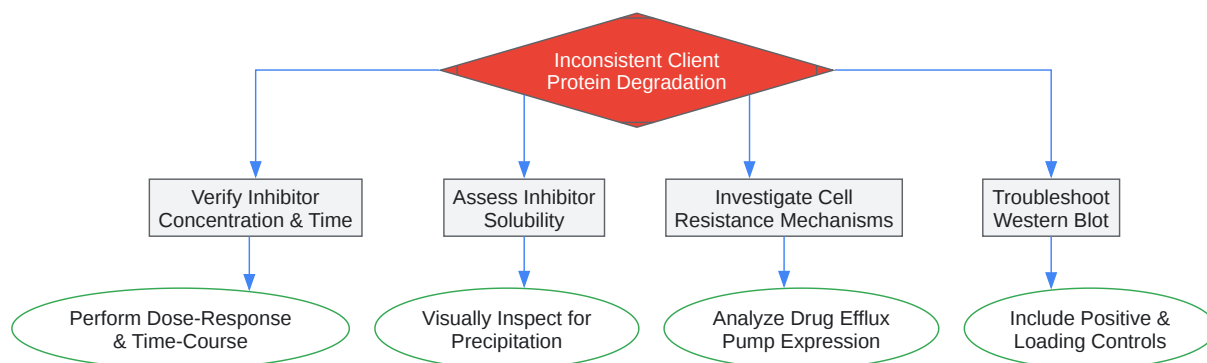 Inconsistent Client
Protein Degradation
Verify Inhibitor
Concentration & Time
Assess Inhibitor
Solubility
Investigate Cell
Resistance Mechanisms
Troubleshoot
Western Blot
Perform Dose-Response
& Time-Course
Visually Inspect for
Precipitation
Analyze Drug Efflux
Pump Expression
Include Positive &
Loading Controls